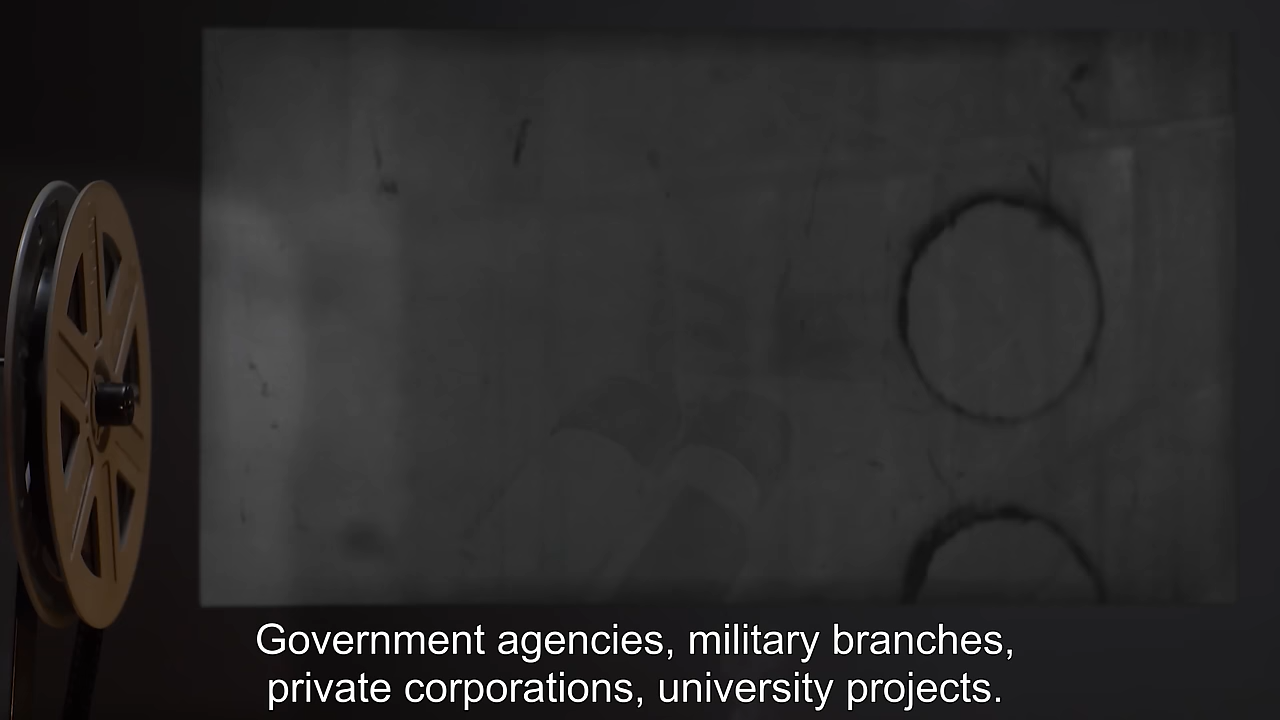 Government agencies, military branches,
private corporations, university projects.